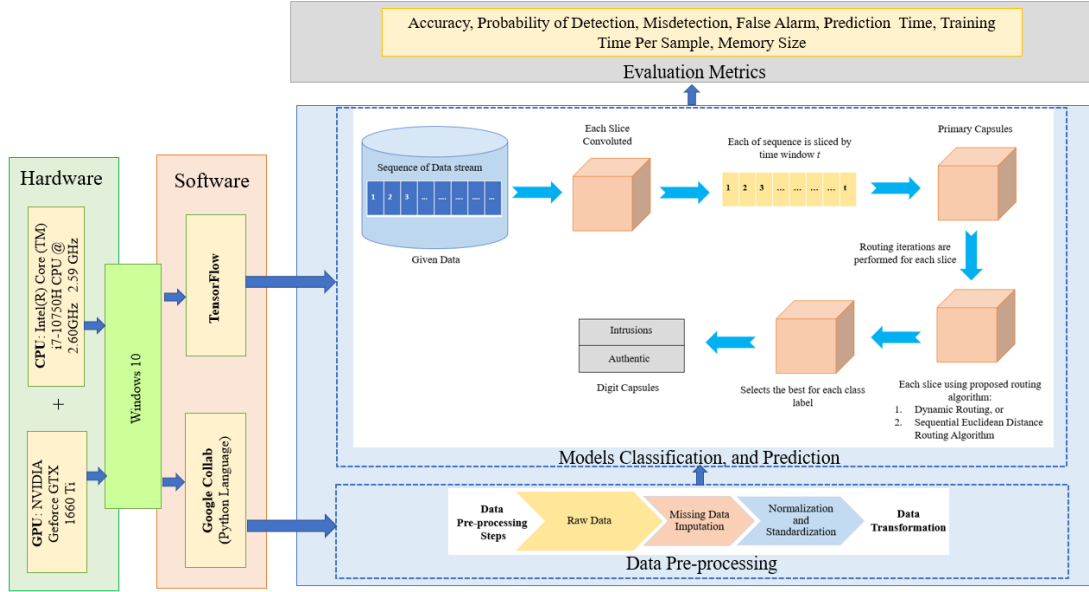 Accuracy, Probability of Detection, Misdetection, False Alarm, Prediction Time, Training
Time Per Sample, Memory Size
Evaluation Metrics
Hardware
CPU: Intel(R) Core (TM)
i7-10750H CPU @
2.60GHz 2.59 GHz
+
GPU: NVIDIA
Geforce GTX
1660 Ti
Windows 10
Software
TensorFlow
Google Collab
(Python Language)
Sequence of Data stream
1 2 3 ... .... .... .... ...
Given Data
Each Slice
Convoluted
Each of sequence is sliced by
time window t
1 2 3 ... ... ... ... t
Primary Capsules
Routing iterations are
performed for each slice
Each slice using proposed routing
algorithm:
1. Dynamic Routing, or
2. Sequential Euclidean Distance
Routing Algorithm
Selects the best for each class
label
Intrusions
Authentic
Digit Capsules
Models Classification, and Prediction
Data
Pre-processing
Steps
Raw Data
Missing Data
Imputation
Normalization
and
Standardization
Data
Transformation
Data Pre-processing